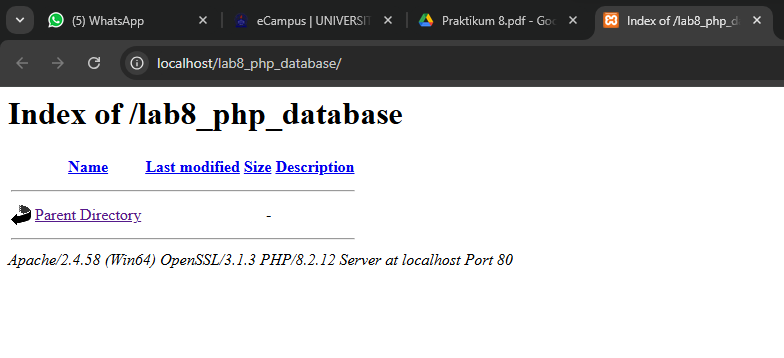 (5) WhatsApp
eCampus | UNIVERSIT
Praktikum 8.pdf - Goo
Index of /lab8_php_d
localhost/lab8_php_database/
Index of /lab8_php_database
Name Last modified Size Description
Parent Directory -
Apache/2.4.58 (Win64) OpenSSL/3.1.3 PHP/8.2.12 Server at localhost Port 80